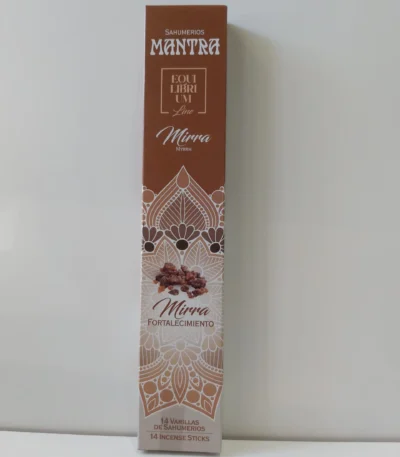 SAHUMERIOS
MANTRA
EQUI
LIBRI
UM
Line
Mirra
Mirra
FORTALECIMIENTO
14 VARILLAS
DE SAHUMERIOS
14 INCENSE STICKS